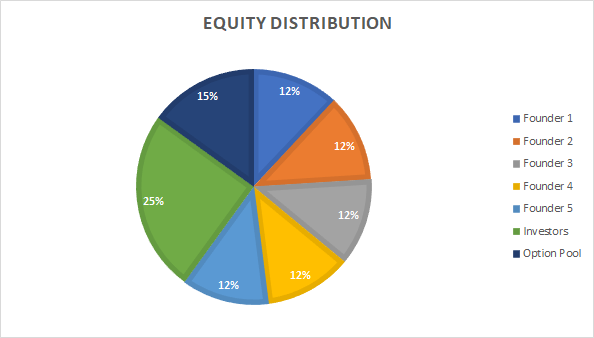 EQUITY DISTRIBUTION
12%
12%
12%
12%
12%
25%
15%
Founder 1
Founder 2
Founder 3
Founder 4
Founder 5
Investors
Option Pool